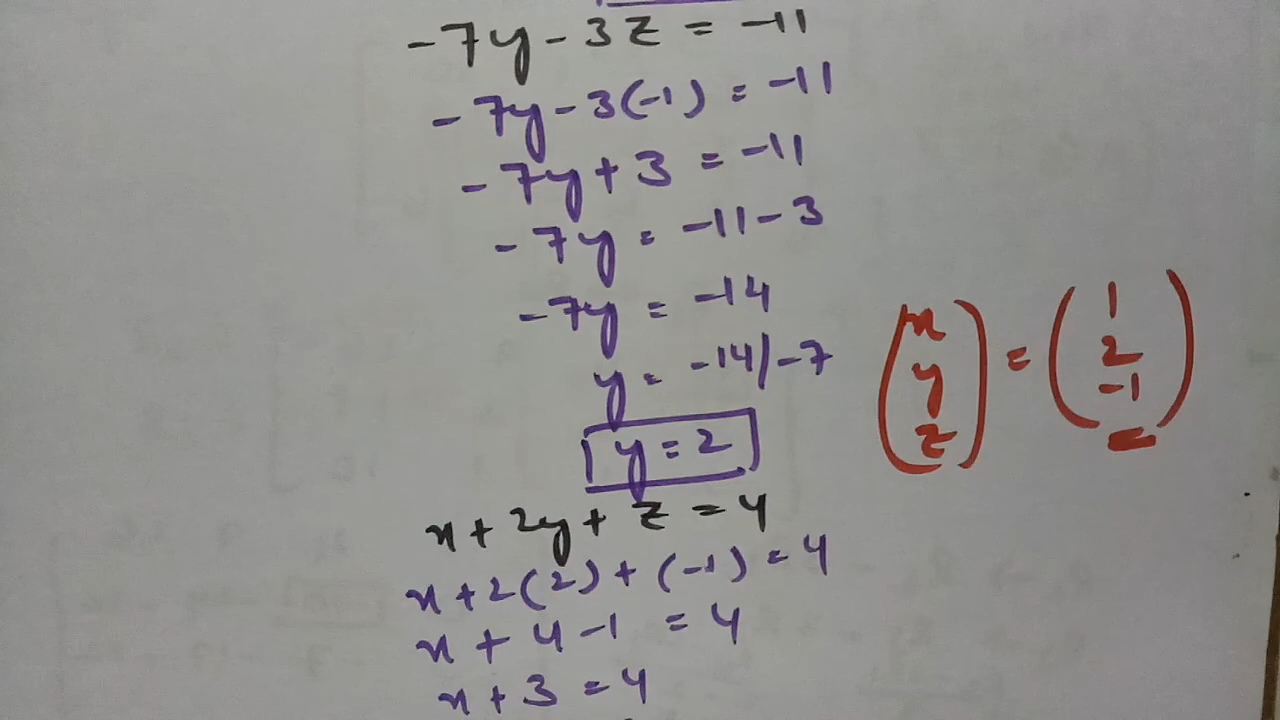 -7y - 3z = -11
-7y - 3(-1) = -11
-7y + 3 = -11
-7y = -11 - 3
-7y = -14
y = -14/-7
y = 2
x + 2y + z = 4
x + 2(2) + (-1) = 4
x + 4 - 1 = 4
x + 3 = 4
(x y z) = (1 2 -1)